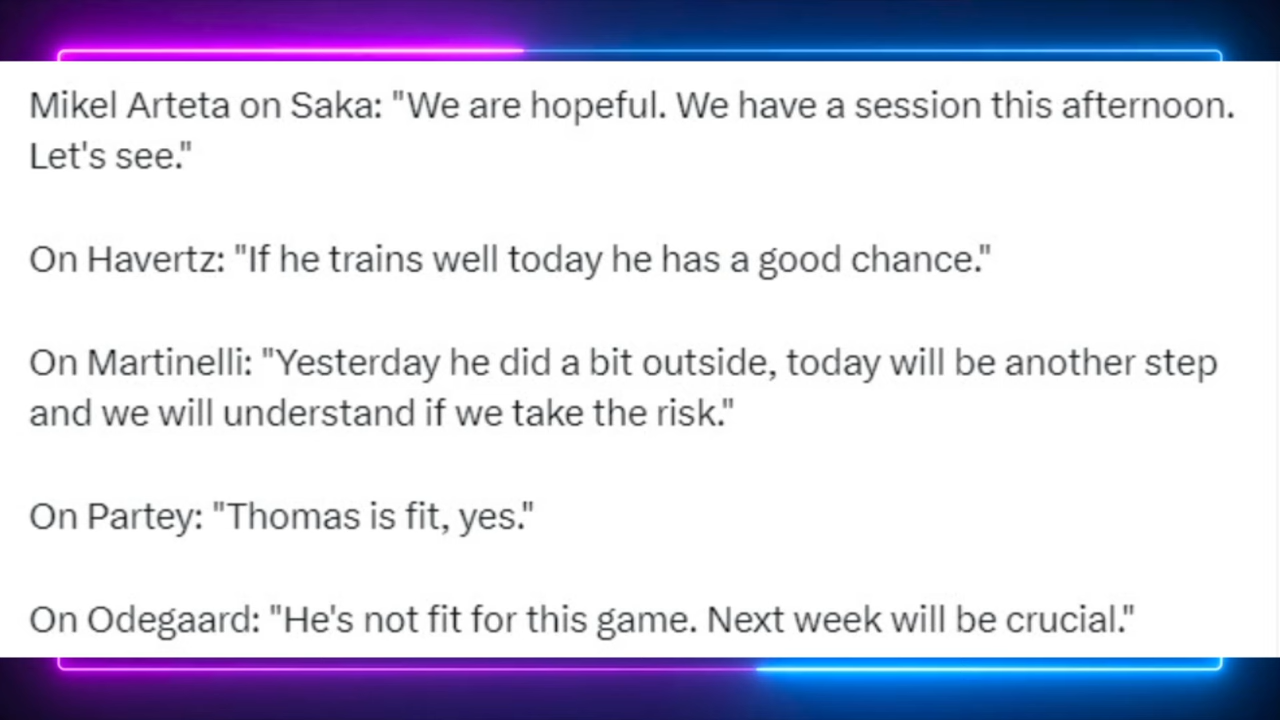 Mikel Arteta on Saka: "We are hopeful. We have a session this afternoon.
Let's see."
On Havertz: "If he trains well today he has a good chance."
On Martinelli: "Yesterday he did a bit outside, today will be another step
and we will understand if we take the risk."
On Partey: "Thomas is fit, yes."
On Odegaard: "He's not fit for this game. Next week will be crucial."